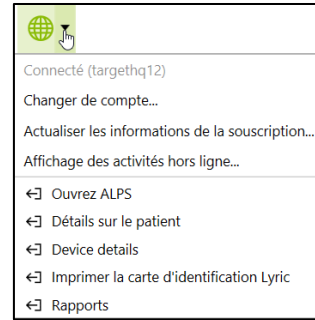 Connecté (targethq12)
Changer de compte...
Actualiser les informations de la souscription...
Affichage des activités hors ligne...
Ouvrez ALPS
Détails sur le patient
Device details
Imprimer la carte d'identification Lyric
Rapports